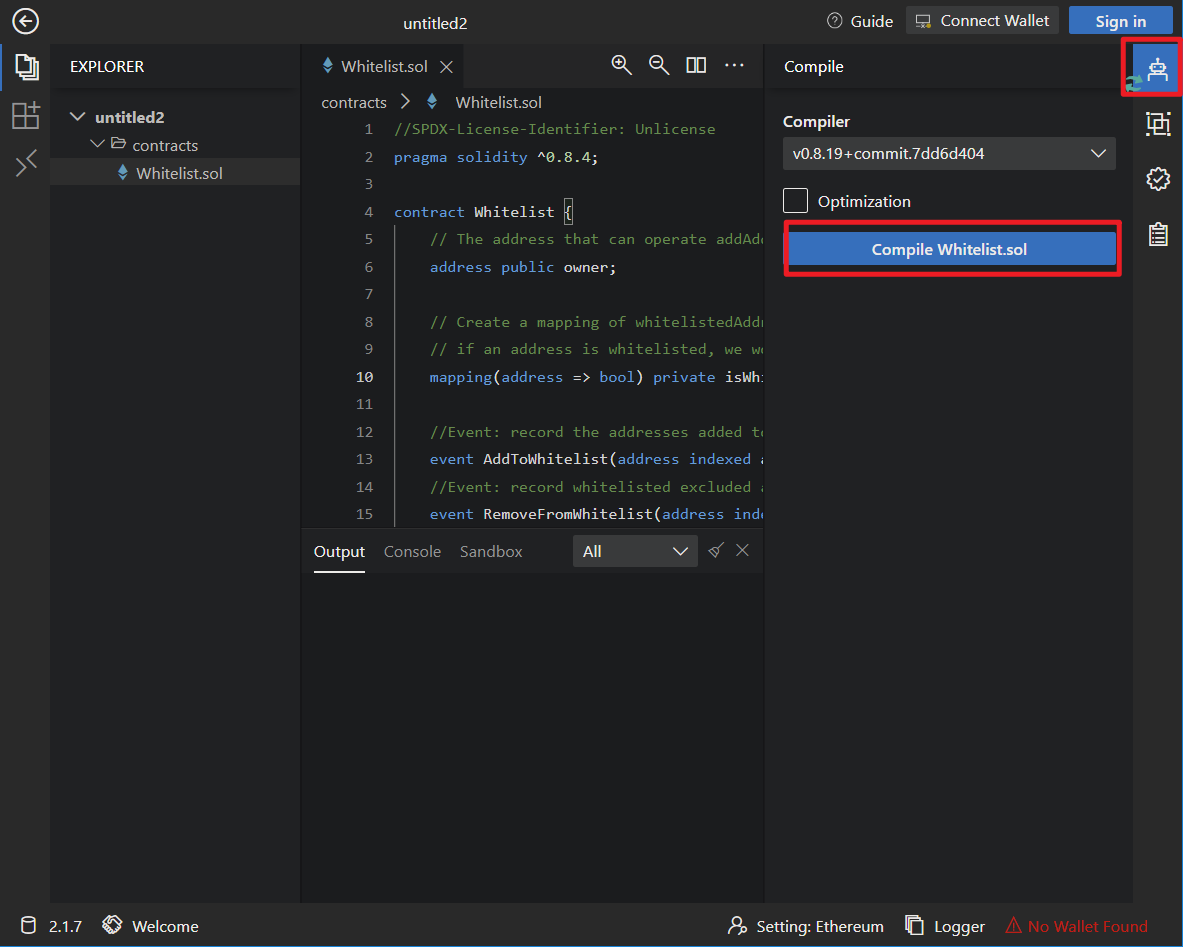 untitled2
Guide
Connect Wallet
Sign in
EXPLORER
untitled2
contracts
Whitelist.sol
Whitelist.sol
contracts
Whitelist.sol
1 //SPDX-License-Identifier: Unlicense
2 pragma solidity ^0.8.4;
3
4 contract Whitelist {
5 // The address that can operate addAdd
6 address public owner;
7
8 // Create a mapping of whitelistedAddr
9 // if an address is whitelisted, we wo
10 mapping(address => bool) private isWhi
11
12 //Event: record the addresses added to
13 event AddToWhitelist(address indexed a
14 //Event: record whitelisted excluded a
15 event RemoveFromWhitelist(address inde
Output
Console
Sandbox
All
Compile
Compiler
v0.8.19+commit.7dd6d404
Optimization
Compile Whitelist.sol
2.1.7
Welcome
Setting: Ethereum
Logger
No Wallet Found